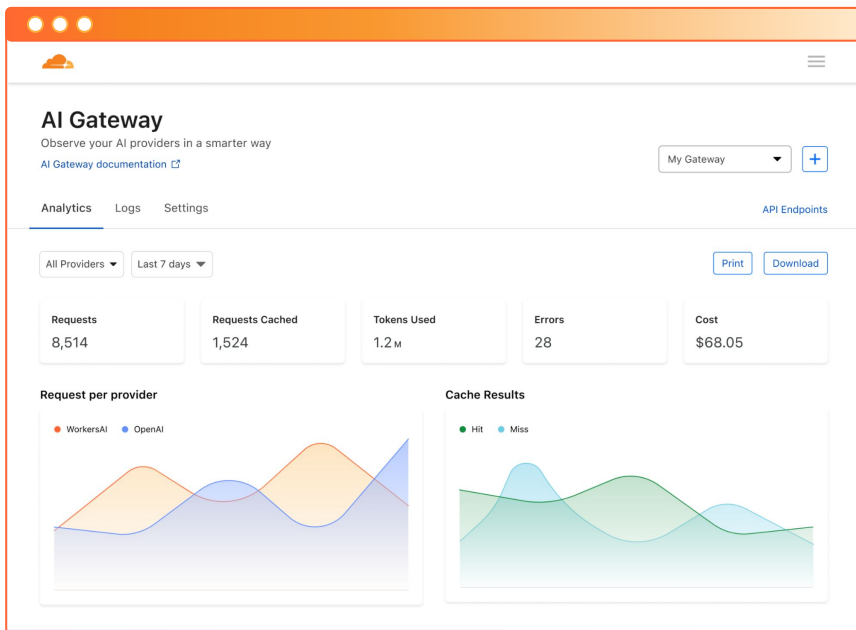 AI Gateway
Observe your AI providers in a smarter way
AI Gateway documentation
My Gateway
Analytics
Logs
Settings
API Endpoints
All Providers
Last 7 days
Print
Download
Requests
8,514
Requests Cached
1,524
Tokens Used
1.2 M
Errors
28
Cost
$68.05
Request per provider
WorkersAI
OpenAI
Cache Results
Hit
Miss